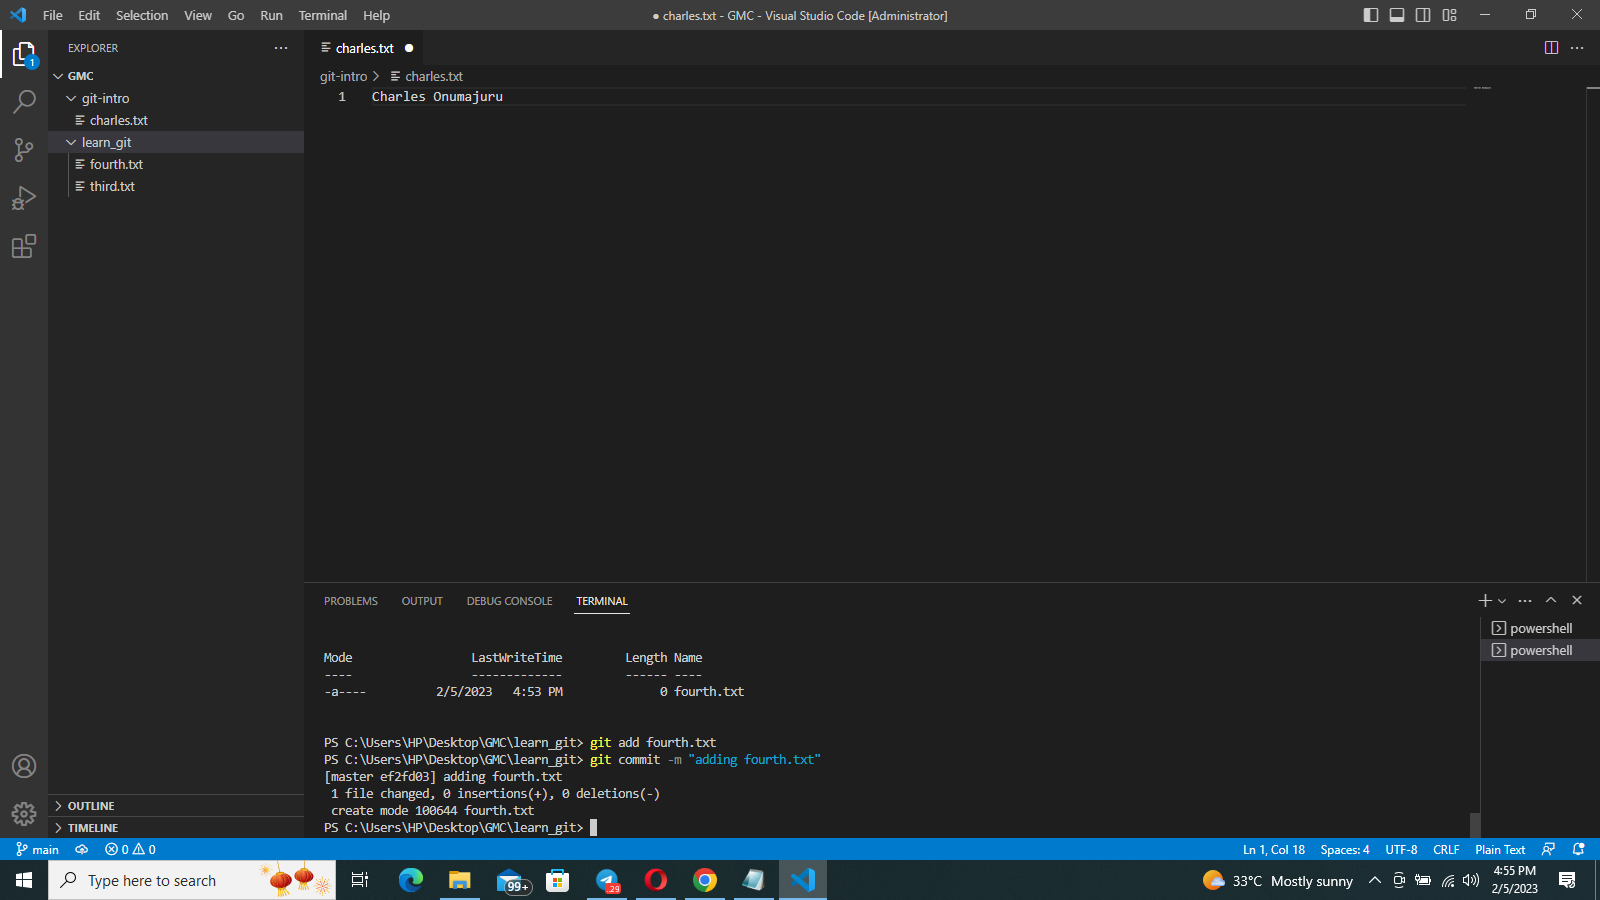 File Edit Selection View Go Run Terminal Help
● charles.txt - GMC - Visual Studio Code [Administrator]
1
EXPLORER
GMC
git-intro
charles.txt
learn_git
fourth.txt
third.txt
OUTLINE
TIMELINE
charles.txt
git-intro > charles.txt
1 Charles Onumajuru
PROBLEMS OUTPUT DEBUG CONSOLE TERMINAL
powershell
powershell
Mode LastWriteTime Length Name
---- ------------- ------ ----
-a---- 2/5/2023 4:53 PM 0 fourth.txt
PS C:\Users\HP\Desktop\GMC\learn_git> git add fourth.txt
PS C:\Users\HP\Desktop\GMC\learn_git> git commit -m "adding fourth.txt"
[master ef2fd03] adding fourth.txt
1 file changed, 0 insertions(+), 0 deletions(-)
create mode 100644 fourth.txt
PS C:\Users\HP\Desktop\GMC\learn_git>
main 0 0 Ln 1, Col 18 Spaces: 4 UTF-8 CRLF Plain Text
Type here to search
99+
29
33°C Mostly sunny
4:55 PM
2/5/2023